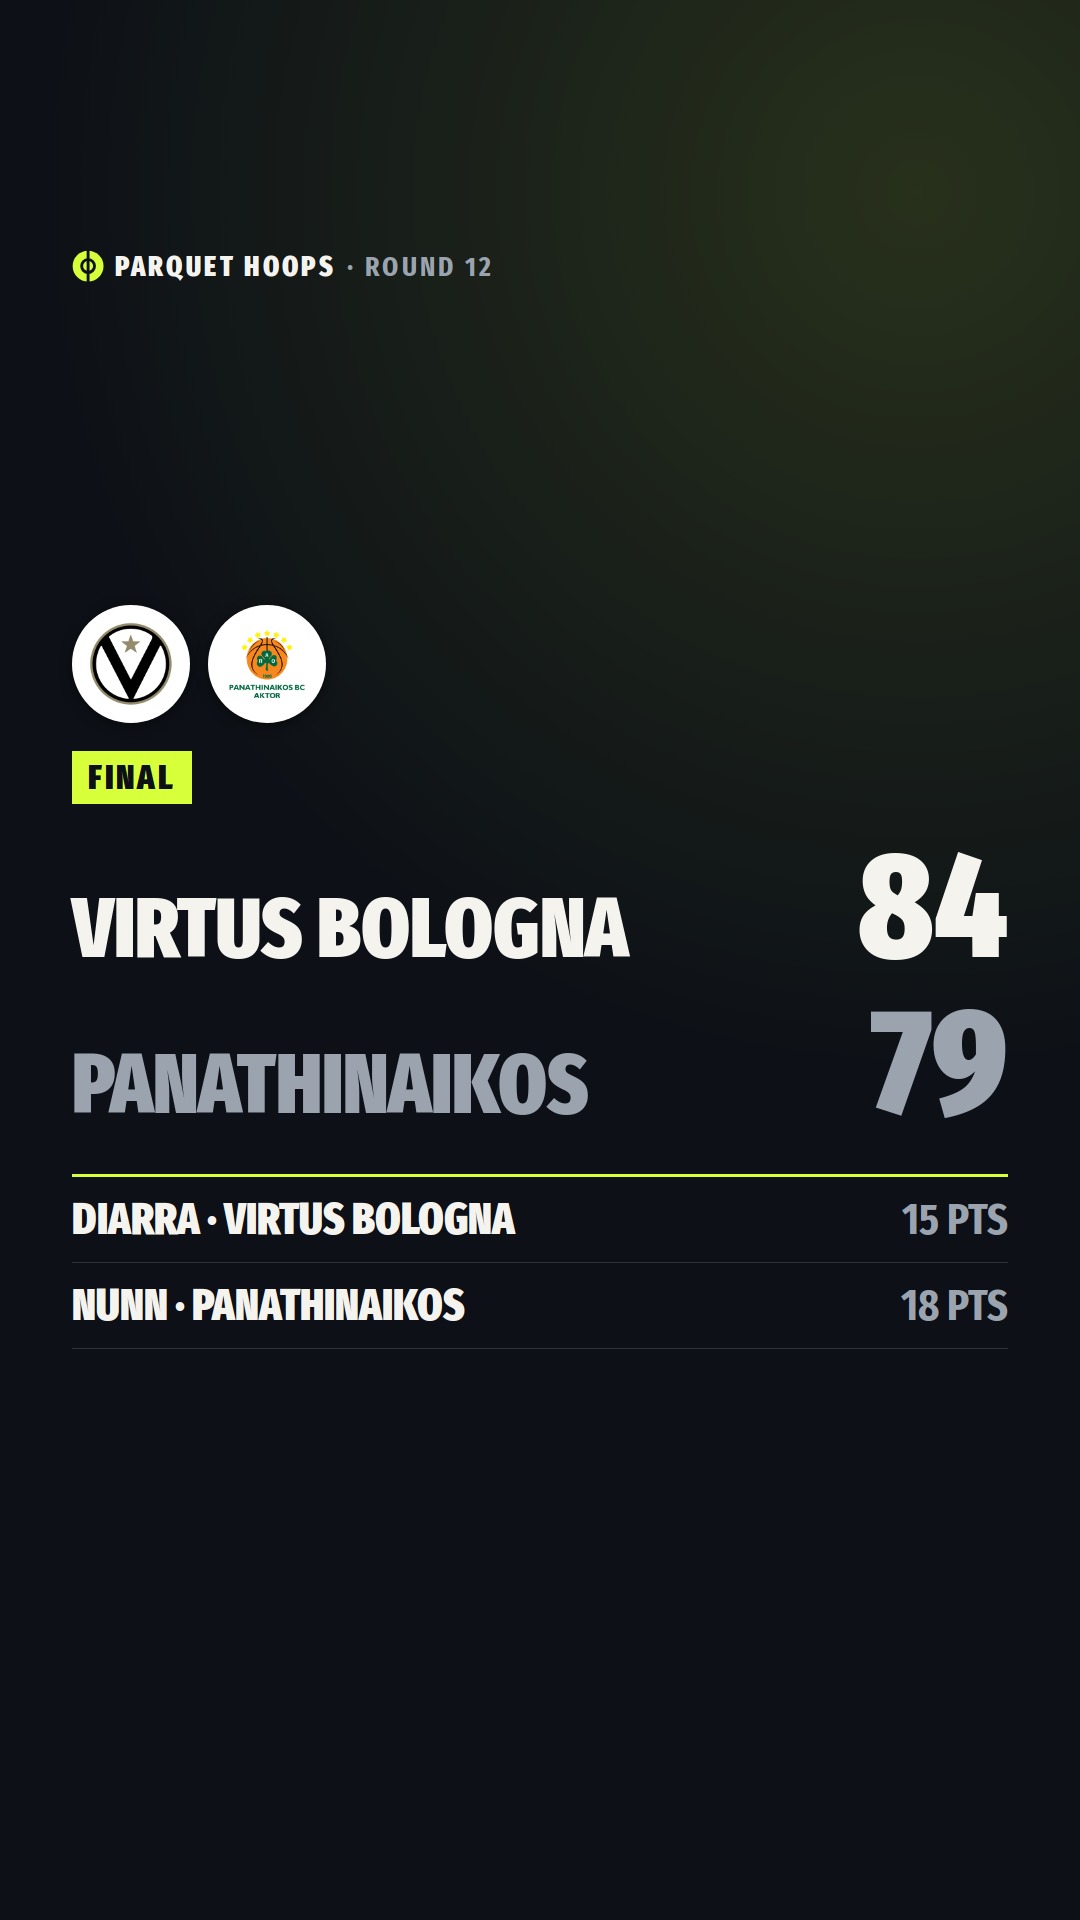 PARQUET HOOPS · ROUND 12
PANATHINAIKOS BC
AKTOR
FINAL
VIRTUS BOLOGNA 84
PANATHINAIKOS 79
DIARRA · VIRTUS BOLOGNA 15 PTS
NUNN · PANATHINAIKOS 18 PTS